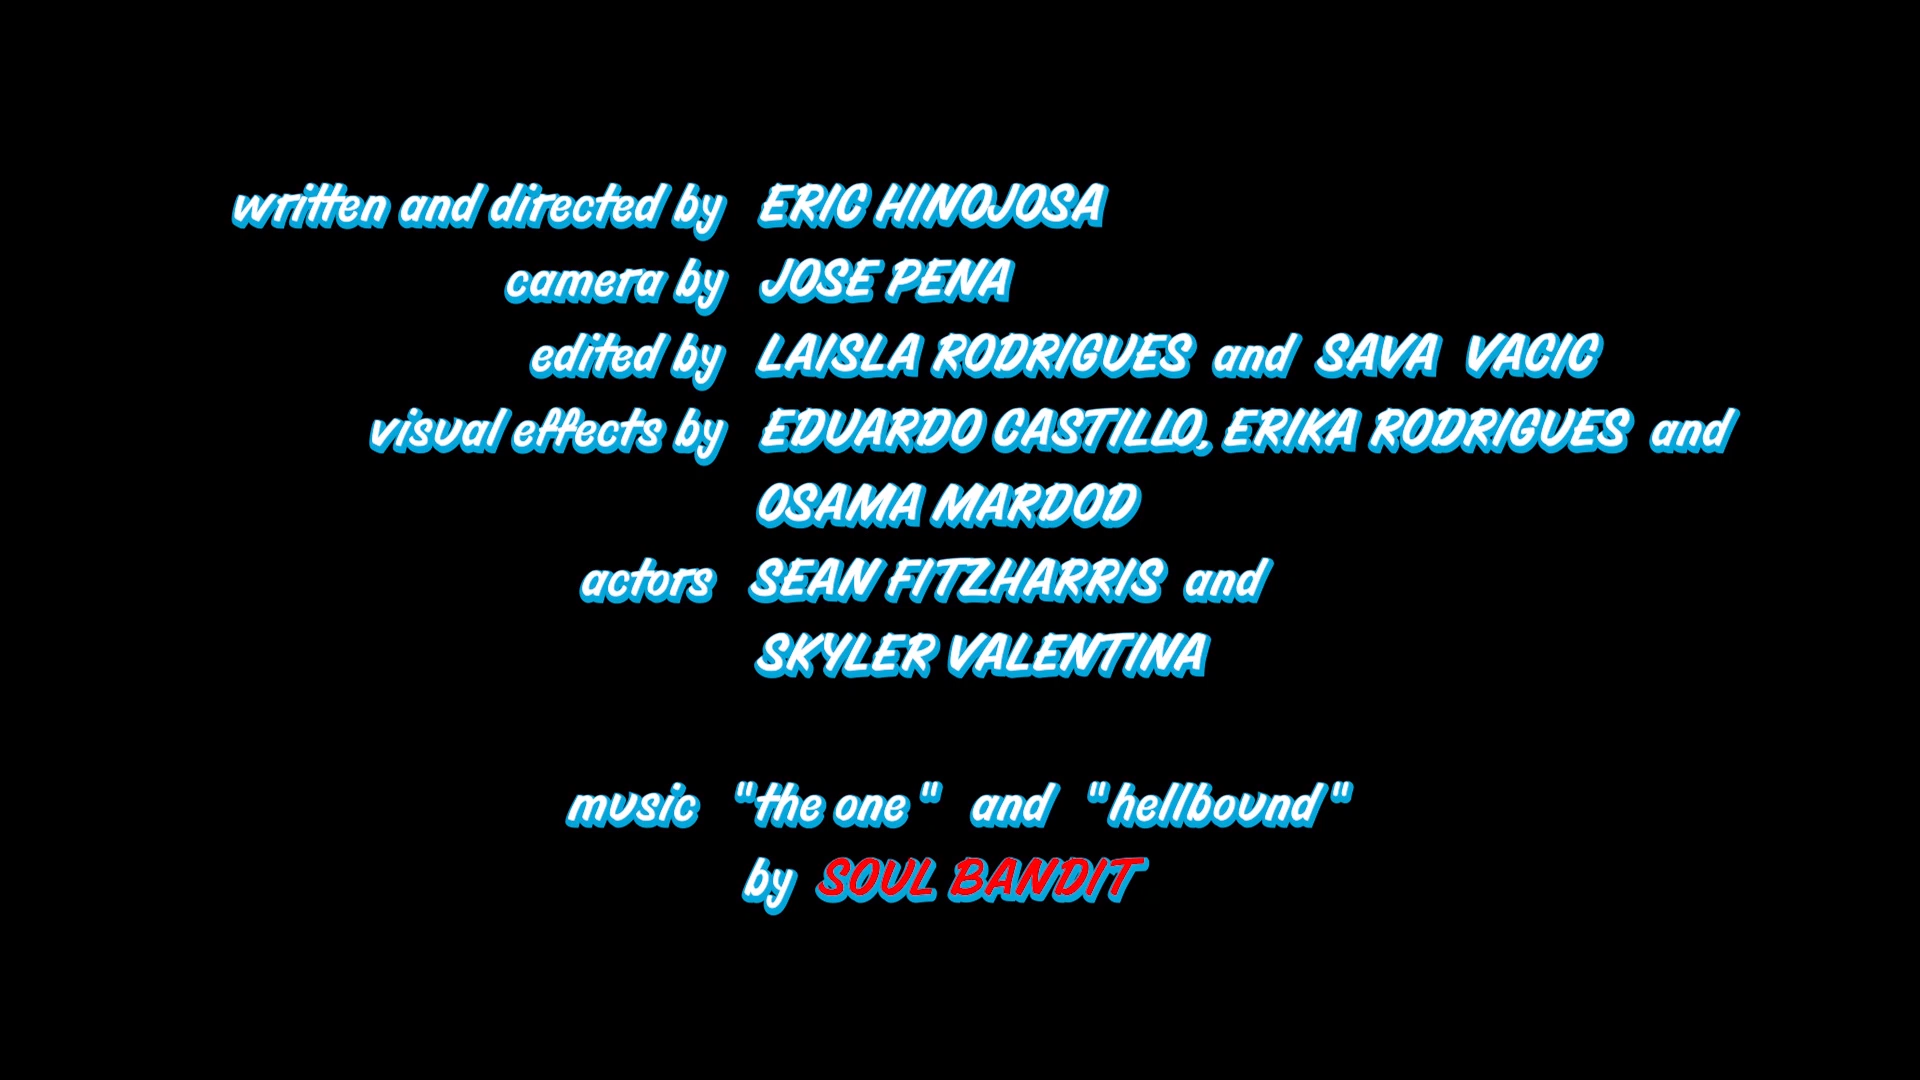 written and directed by ERIC HINOJOSA
camera by JOSE PENA
edited by LAISLA RODRIGUES and SAVA VACIC
visual effects by EDUARDO CASTILLO, ERIKA RODRIGUES and
OSAMA MARDOD
actors SEAN FITZHARRIS and
SKYLER VALENTINA
music "the one" and "hellbound"
by SOUL BANDIT